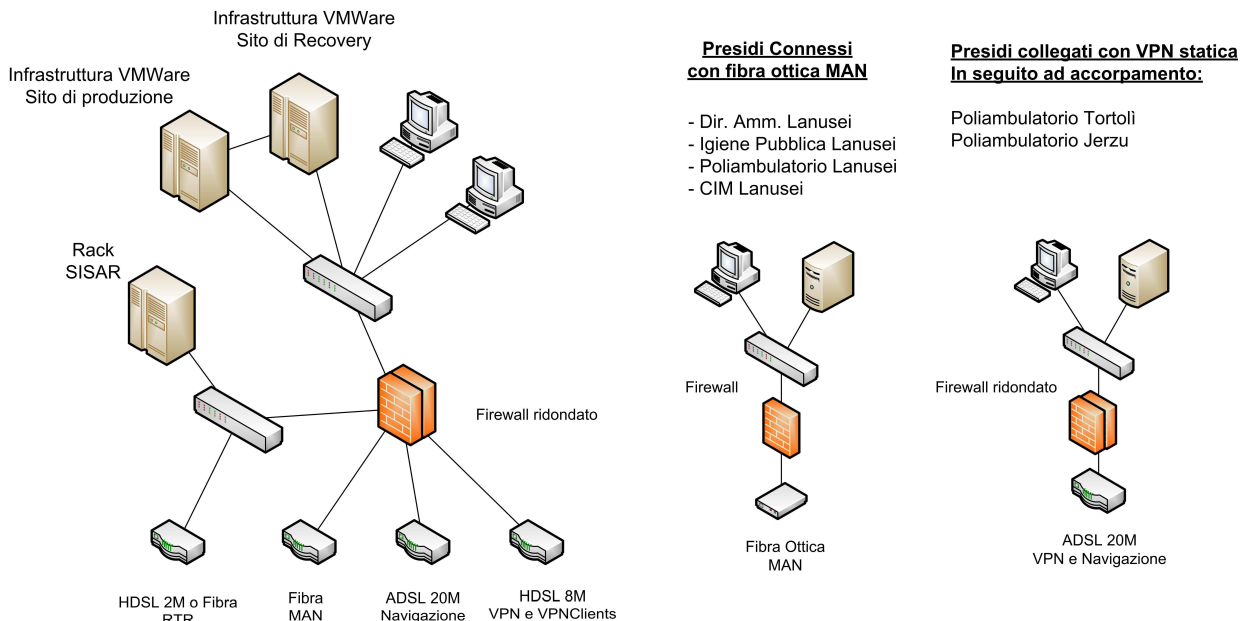 Infrastruttura VMWare
Sito di Recovery
Infrastruttura VMWare
Sito di produzione
Rack
SISAR
Firewall ridondato
HDSL 2M o Fibra
RTR
Fibra
MAN
ADSL 20M
Navigazione
HDSL 8M
VPN e VPNClients
Presidi Connessi
con fibra ottica MAN
- Dir. Amm. Lanusei
- Igiene Pubblica Lanusei
- Poliambulatorio Lanusei
- CIM Lanusei
Firewall
Fibra Ottica
MAN
Presidi collegati con VPN statica
In seguito ad accorpamento:
Poliambulatorio Tortolì
Poliambulatorio Jerzu
Firewall ridondato
ADSL 20M
VPN e Navigazione